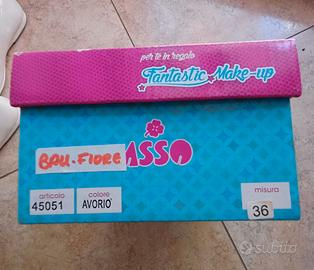 per te in regalo
Fantastic Make-up
BAU-FIORE
ASSO
articolo
45051
colore
AVORIO
misura
36
subito